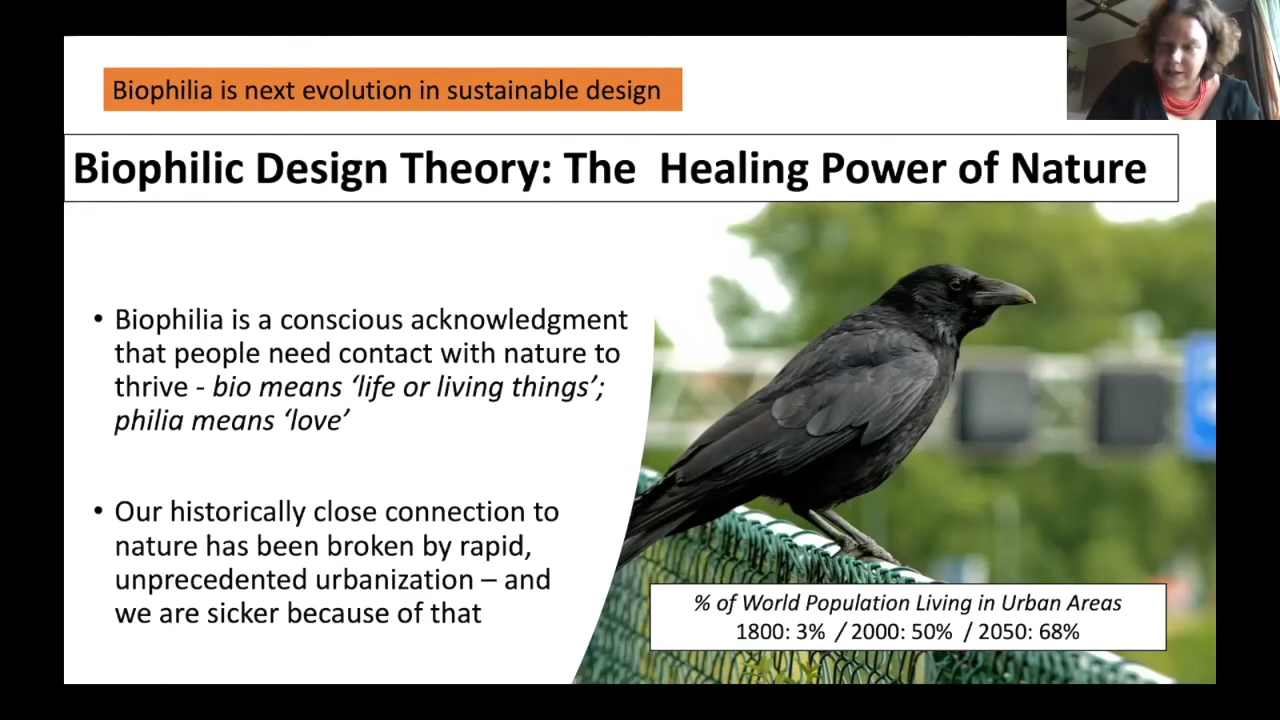 Biophilia is next evolution in sustainable design
Biophilic Design Theory: The  Healing Power of Nature
• Biophilia is a conscious acknowledgment
that people need contact with nature to
thrive - bio means ‘life or living things’;
philia means ‘love’
• Our historically close connection to
nature has been broken by rapid,
unprecedented urbanization – and
we are sicker because of that
% of World Population Living in Urban Areas
1800: 3%  / 2000: 50%  / 2050: 68%